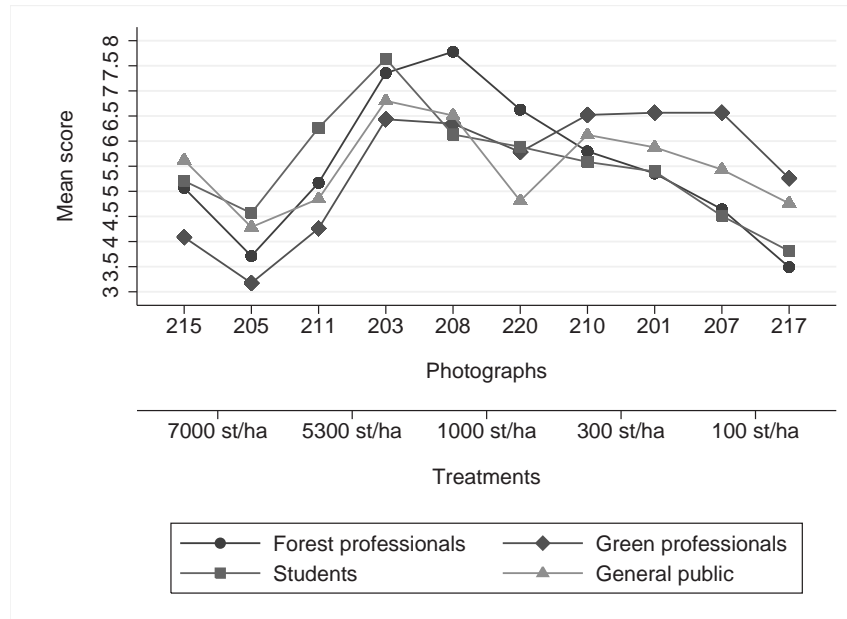 Mean score
3 3.5 4 4.5 5 5.5 6 6.5 7 7.5 8
215 205 211 203 208 220 210 201 207 217
Photographs
7000 st/ha 5300 st/ha 1000 st/ha 300 st/ha 100 st/ha
Treatments
Forest professionals Green professionals
Students General public